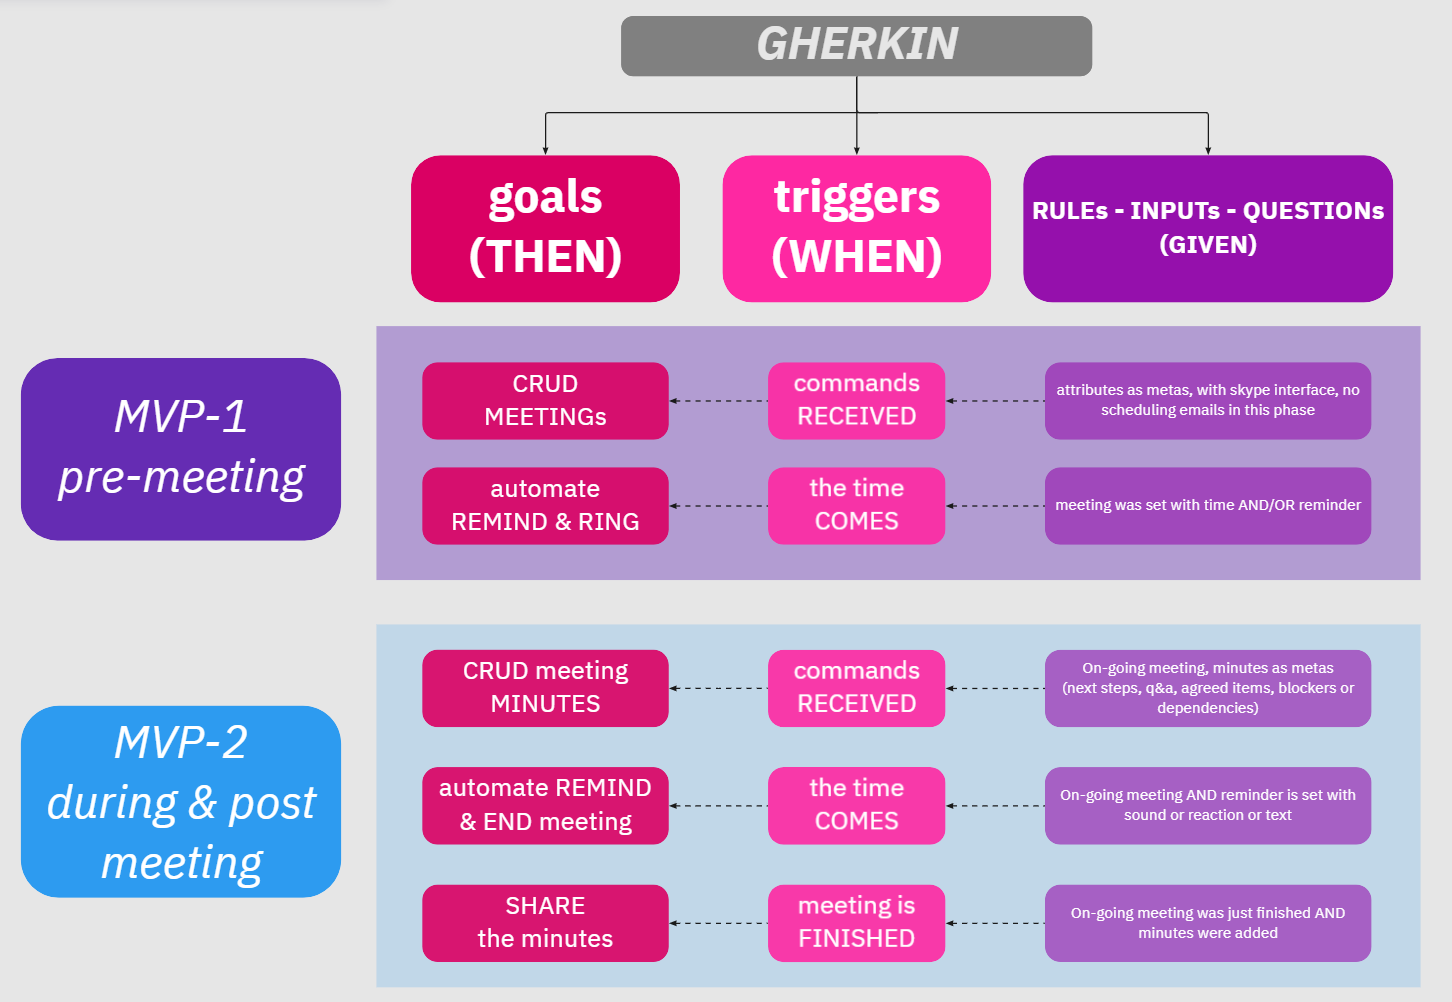 GHERKIN
goals
(THEN)
triggers
(WHEN)
RULEs - INPUTs - QUESTIONs
(GIVEN)
MVP-1
pre-meeting
CRUD
MEETINGs
commands
RECEIVED
attributes as metas, with skype interface, no
scheduling emails in this phase
automate
REMIND & RING
the time
COMES
meeting was set with time AND/OR reminder
MVP-2
during & post
meeting
CRUD meeting
MINUTES
commands
RECEIVED
On-going meeting, minutes as metas
(next steps, q&a, agreed items, blockers or
dependencies)
automate REMIND
& END meeting
the time
COMES
On-going meeting AND reminder is set with
sound or reaction or text
SHARE
the minutes
meeting is
FINISHED
On-going meeting was just finished AND
minutes were added